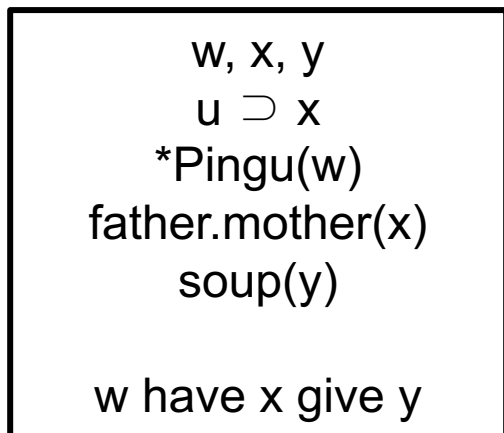 w, x, y
u ⊃ x
*Pingu(w)
father.mother(x)
soup(y)
w have x give y